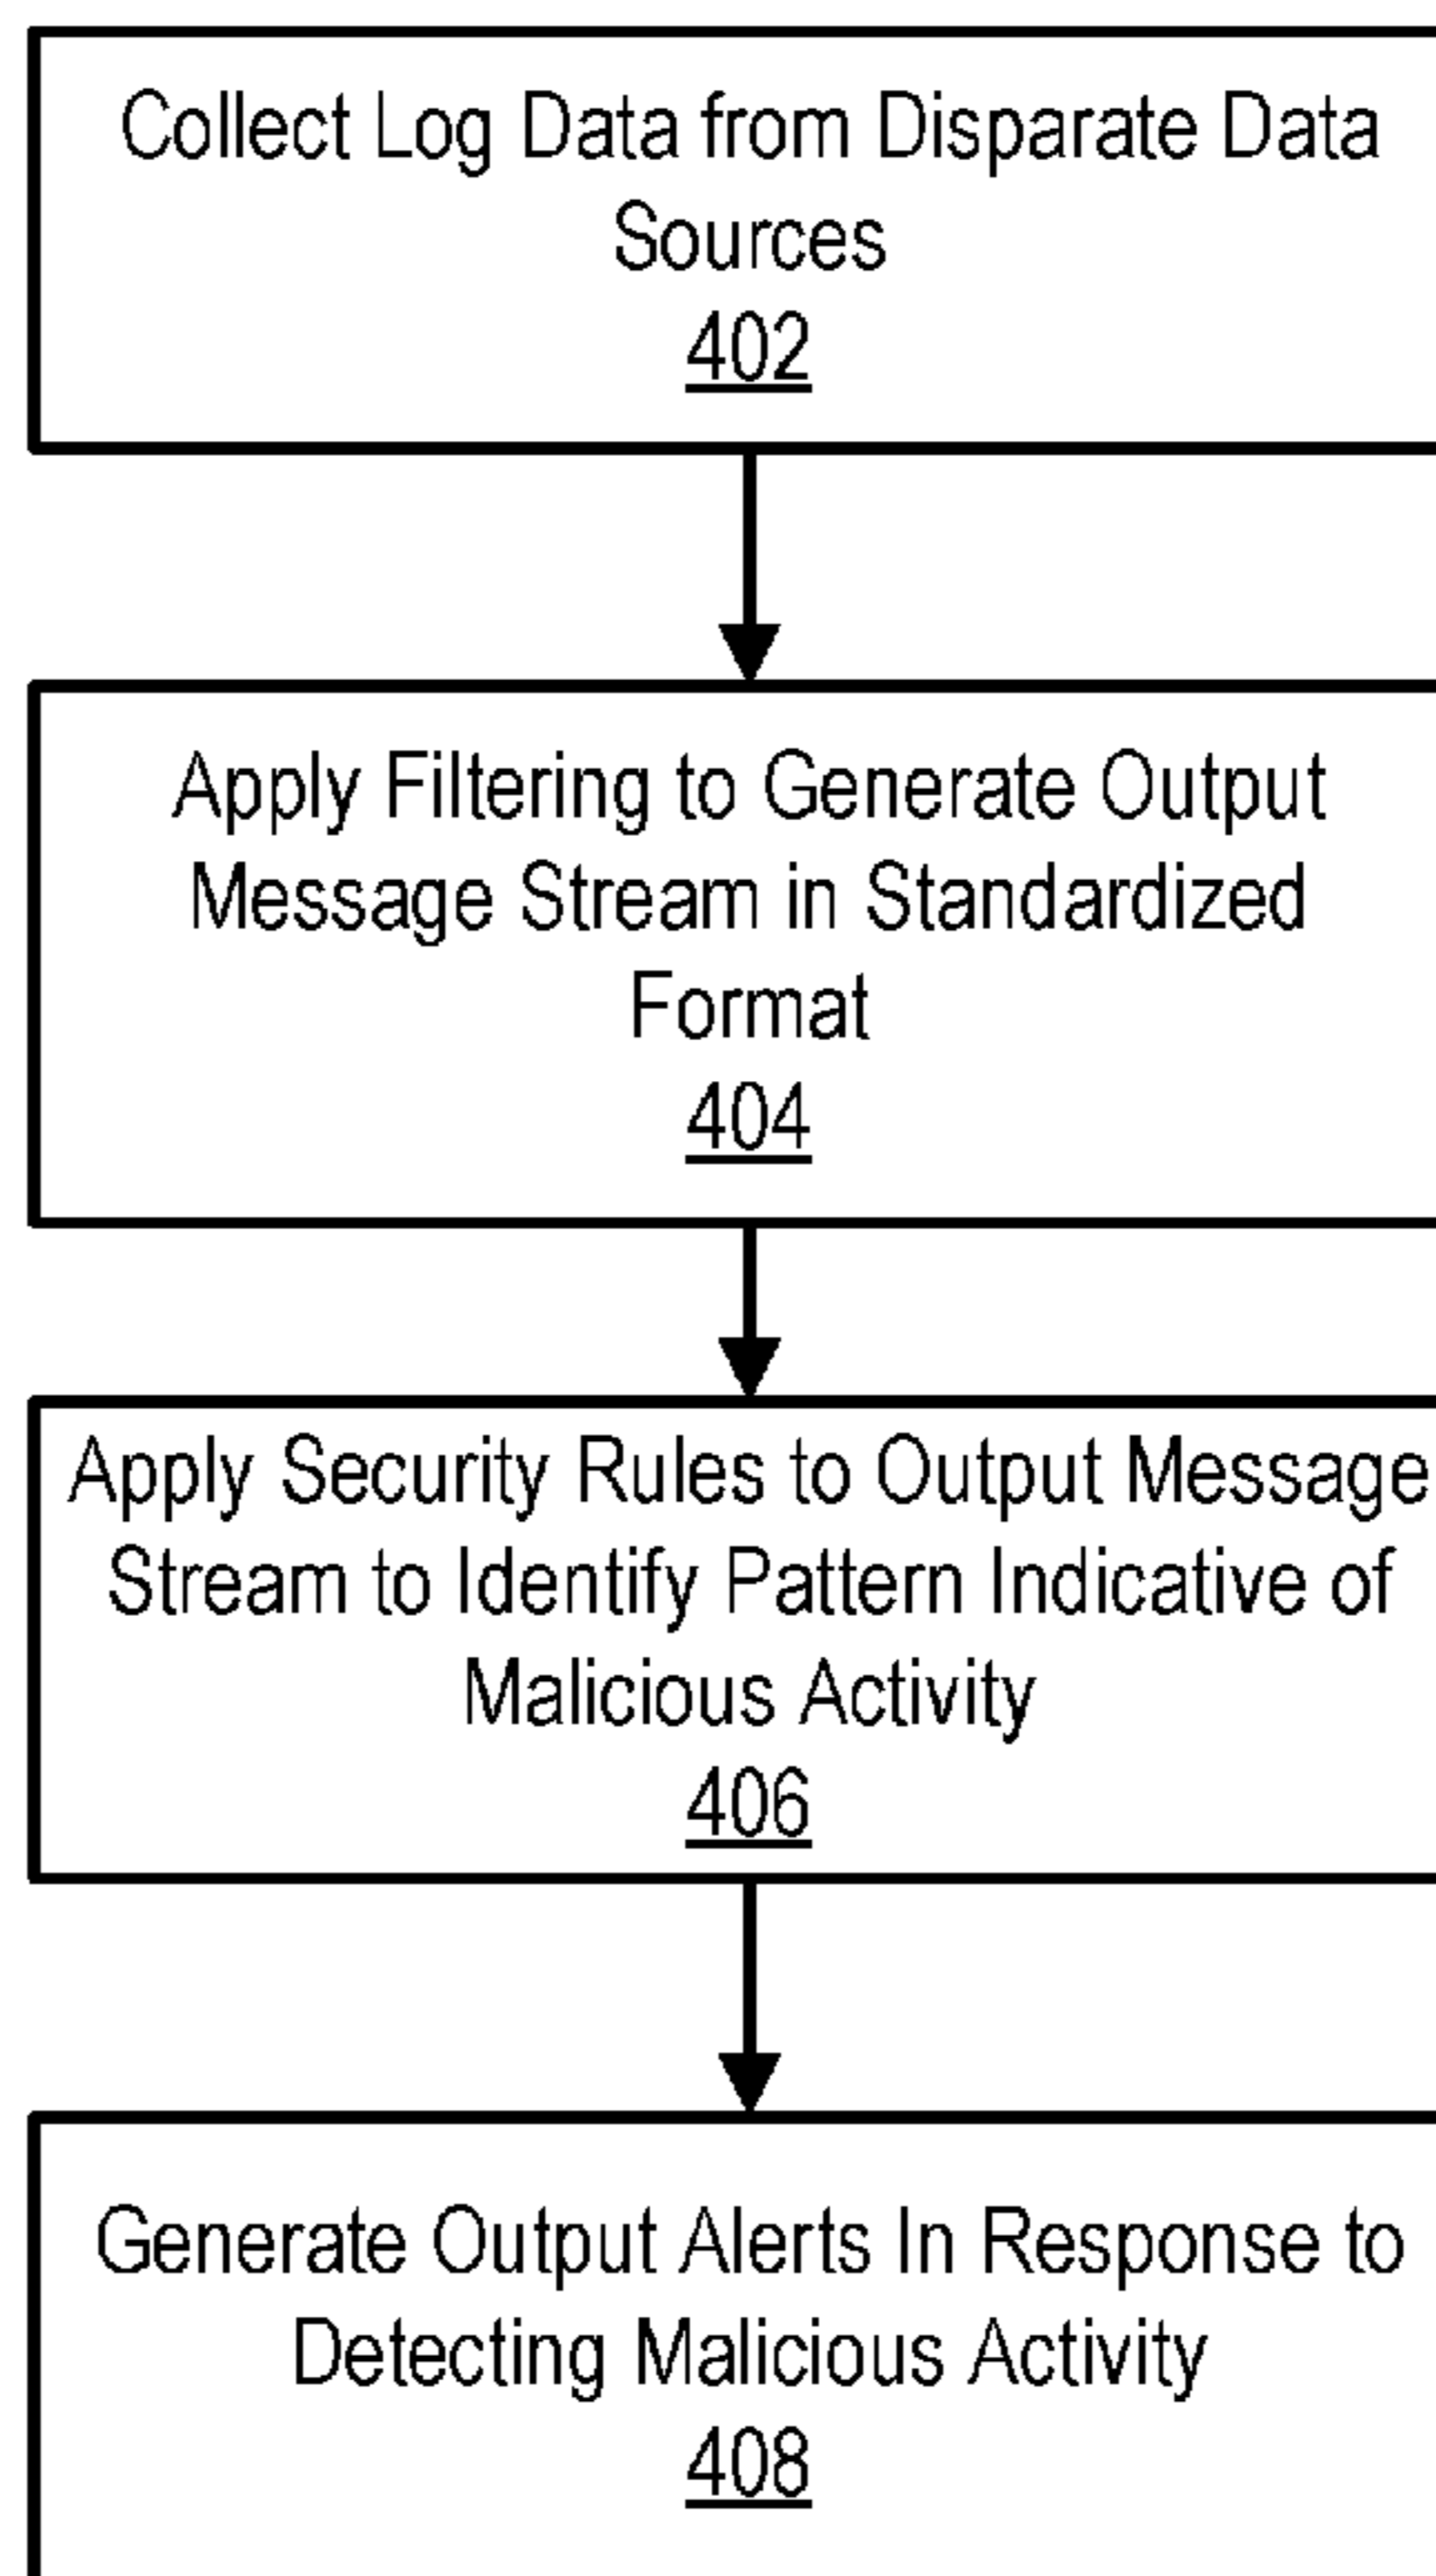 Collect Log Data from Disparate Data
Sources
402
Apply Filtering to Generate Output
Message Stream in Standardized
Format
404
Apply Security Rules to Output Message
Stream to Identify Pattern Indicative of
Malicious Activity
406
Generate Output Alerts In Response to
Detecting Malicious Activity
408